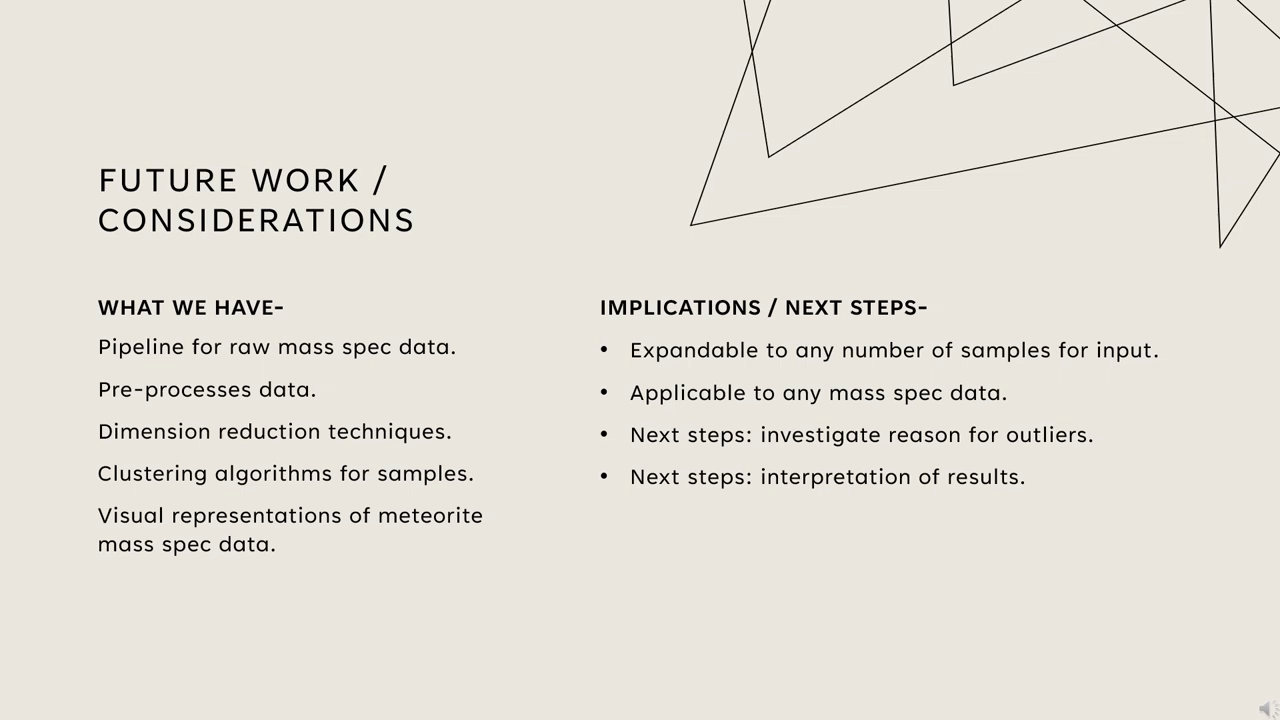 FUTURE WORK /
CONSIDERATIONS
WHAT WE HAVE-
Pipeline for raw mass spec data.
Pre-processes data.
Dimension reduction techniques.
Clustering algorithms for samples.
Visual representations of meteorite
mass spec data.
IMPLICATIONS / NEXT STEPS-
• Expandable to any number of samples for input.
• Applicable to any mass spec data.
• Next steps: investigate reason for outliers.
• Next steps: interpretation of results.